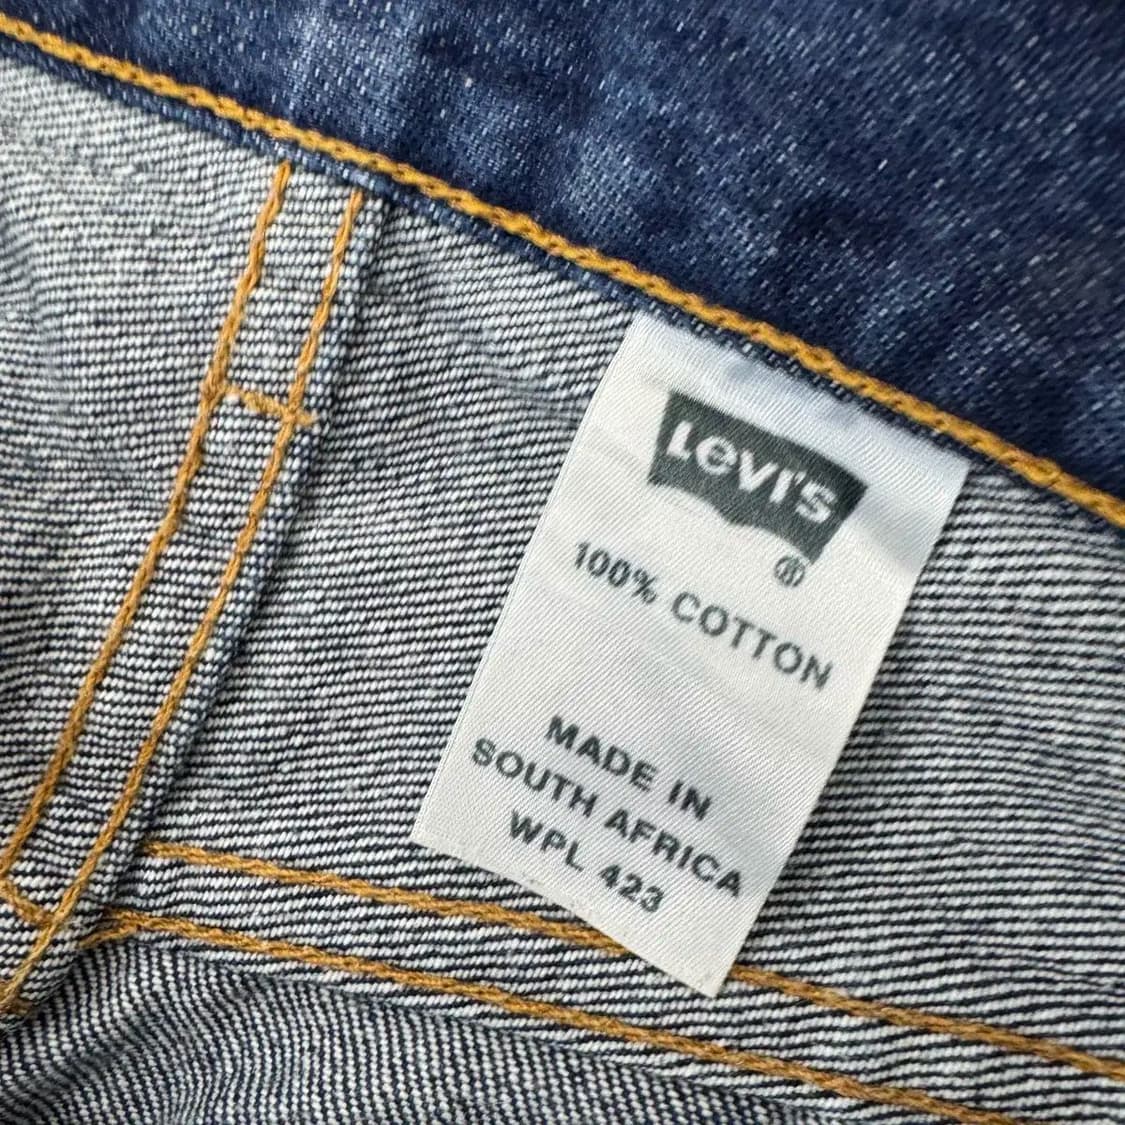 LEVI'S
®
100% COTTON
MADE IN
SOUTH AFRICA
WPL 423